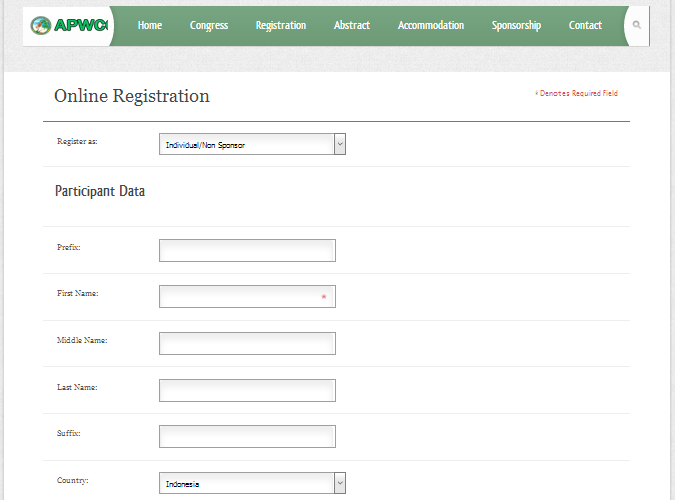 APWC
Home Congress Registration Abstract Accommodation Sponsorship Contact
Online Registration
* Denotes Required Field
Register as: Individual/Non Sponsor
Participant Data
Prefix:
First Name: *
Middle Name:
Last Name:
Suffix:
Country: Indonesia